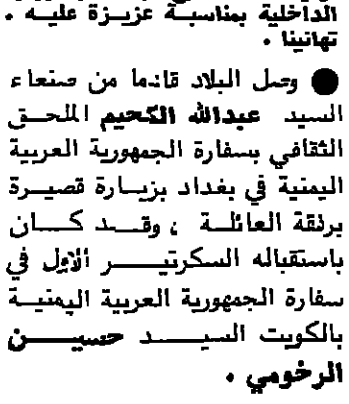 الداخلية بمناسبة عزيزة عليه .
تهانينا .
● وصل البلاد قادما من صنعاء
السيد عبدالله الكحيم الملحق
الثقافي بسفارة الجمهورية العربية
اليمنية في بغداد بزيارة قصيرة
برفقة العائلة ، وقد كان
باستقباله السكرتير الاول في
سفارة الجمهورية العربية اليمنية
بالكويت السيد حسين
الرخومي .